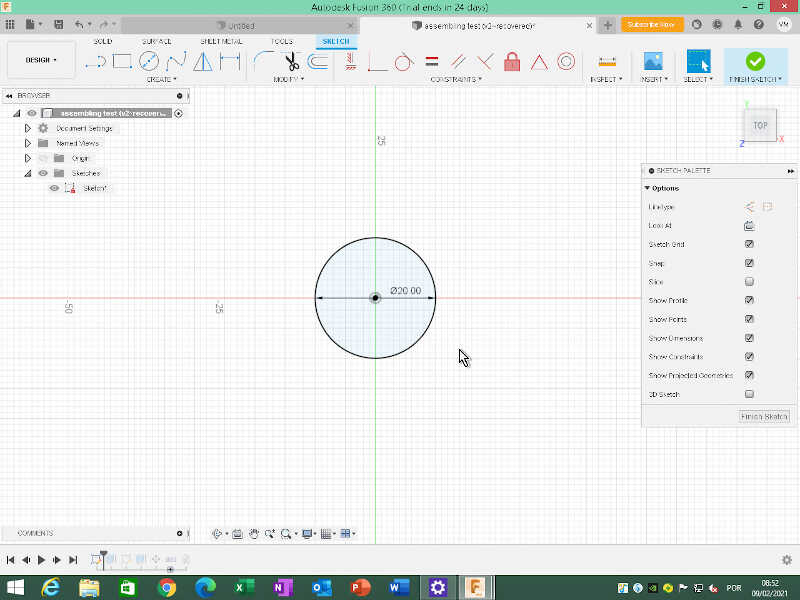 Autodesk Fusion 360 (Trial ends in 24 days)
Untitled
assembling test (v2~recovered)*
Subscribe Now
VM
SOLID
SURFACE
SHEET METAL
TOOLS
SKETCH
DESIGN
CREATE
MODIFY
CONSTRAINTS
INSPECT
INSERT
SELECT
FINISH SKETCH
BROWSER
assembling test (v2~recover...
Document Settings
Named Views
Origin
Sketches
Sketch1
25
TOP
Y
Z
X
SKETCH PALETTE
Options
Linetype
Look At
Sketch Grid
Snap
Slice
Show Profile
Show Points
Show Dimensions
Show Constraints
Show Projected Geometries
3D Sketch
Finish Sketch
Ø20.00
-50
-25
COMMENTS
POR
08:52
09/02/2021